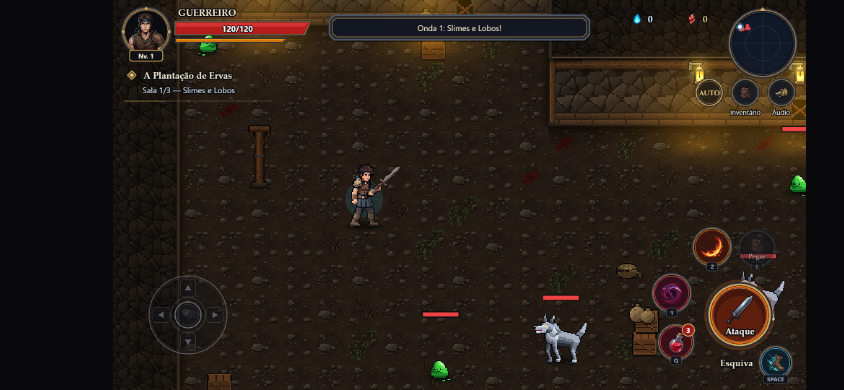 GUERREIRO
120/120
Nv. 1
Onda 1: Slimes e Lobos!
0
0
A Plantação de Ervas
Sala 1/3 — Slimes e Lobos
AUTO
Inventário
Áudio
2
Pegar
1
3
Q
Ataque
Esquiva
SPACE